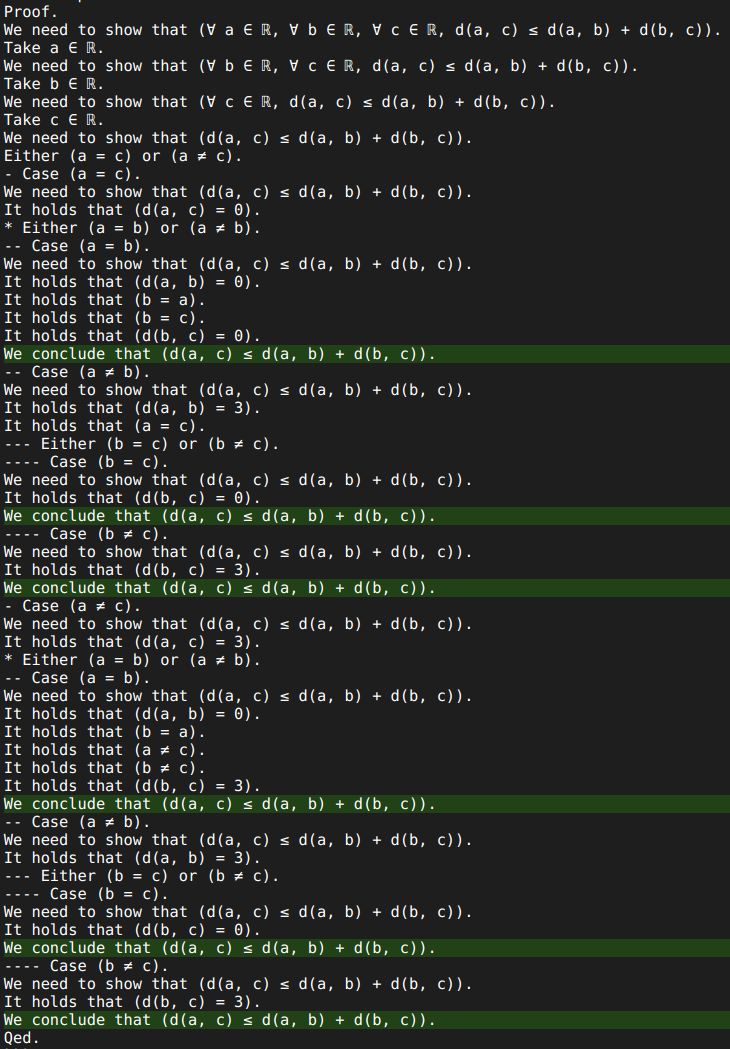 Proof.
We need to show that (∀ a ∈ ℝ, ∀ b ∈ ℝ, ∀ c ∈ ℝ, d(a, c) ≤ d(a, b) + d(b, c)).
Take a ∈ ℝ.
We need to show that (∀ b ∈ ℝ, ∀ c ∈ ℝ, d(a, c) ≤ d(a, b) + d(b, c)).
Take b ∈ ℝ.
We need to show that (∀ c ∈ ℝ, d(a, c) ≤ d(a, b) + d(b, c)).
Take c ∈ ℝ.
We need to show that (d(a, c) ≤ d(a, b) + d(b, c)).
Either (a = c) or (a ≠ c).
- Case (a = c).
We need to show that (d(a, c) ≤ d(a, b) + d(b, c)).
It holds that (d(a, c) = 0).
* Either (a = b) or (a ≠ b).
-- Case (a = b).
We need to show that (d(a, c) ≤ d(a, b) + d(b, c)).
It holds that (d(a, b) = 0).
It holds that (b = a).
It holds that (b = c).
It holds that (d(b, c) = 0).
We conclude that (d(a, c) ≤ d(a, b) + d(b, c)).
-- Case (a ≠ b).
We need to show that (d(a, c) ≤ d(a, b) + d(b, c)).
It holds that (d(a, b) = 3).
It holds that (a = c).
--- Either (b = c) or (b ≠ c).
---- Case (b = c).
We need to show that (d(a, c) ≤ d(a, b) + d(b, c)).
It holds that (d(b, c) = 0).
We conclude that (d(a, c) ≤ d(a, b) + d(b, c)).
---- Case (b ≠ c).
We need to show that (d(a, c) ≤ d(a, b) + d(b, c)).
It holds that (d(b, c) = 3).
We conclude that (d(a, c) ≤ d(a, b) + d(b, c)).
- Case (a ≠ c).
We need to show that (d(a, c) ≤ d(a, b) + d(b, c)).
It holds that (d(a, c) = 3).
* Either (a = b) or (a ≠ b).
-- Case (a = b).
We need to show that (d(a, c) ≤ d(a, b) + d(b, c)).
It holds that (d(a, b) = 0).
It holds that (b = a).
It holds that (a ≠ c).
It holds that (b ≠ c).
It holds that (d(b, c) = 3).
We conclude that (d(a, c) ≤ d(a, b) + d(b, c)).
-- Case (a ≠ b).
We need to show that (d(a, c) ≤ d(a, b) + d(b, c)).
It holds that (d(a, b) = 3).
--- Either (b = c) or (b ≠ c).
---- Case (b = c).
We need to show that (d(a, c) ≤ d(a, b) + d(b, c)).
It holds that (d(b, c) = 0).
We conclude that (d(a, c) ≤ d(a, b) + d(b, c)).
---- Case (b ≠ c).
We need to show that (d(a, c) ≤ d(a, b) + d(b, c)).
It holds that (d(b, c) = 3).
We conclude that (d(a, c) ≤ d(a, b) + d(b, c)).
Qed.